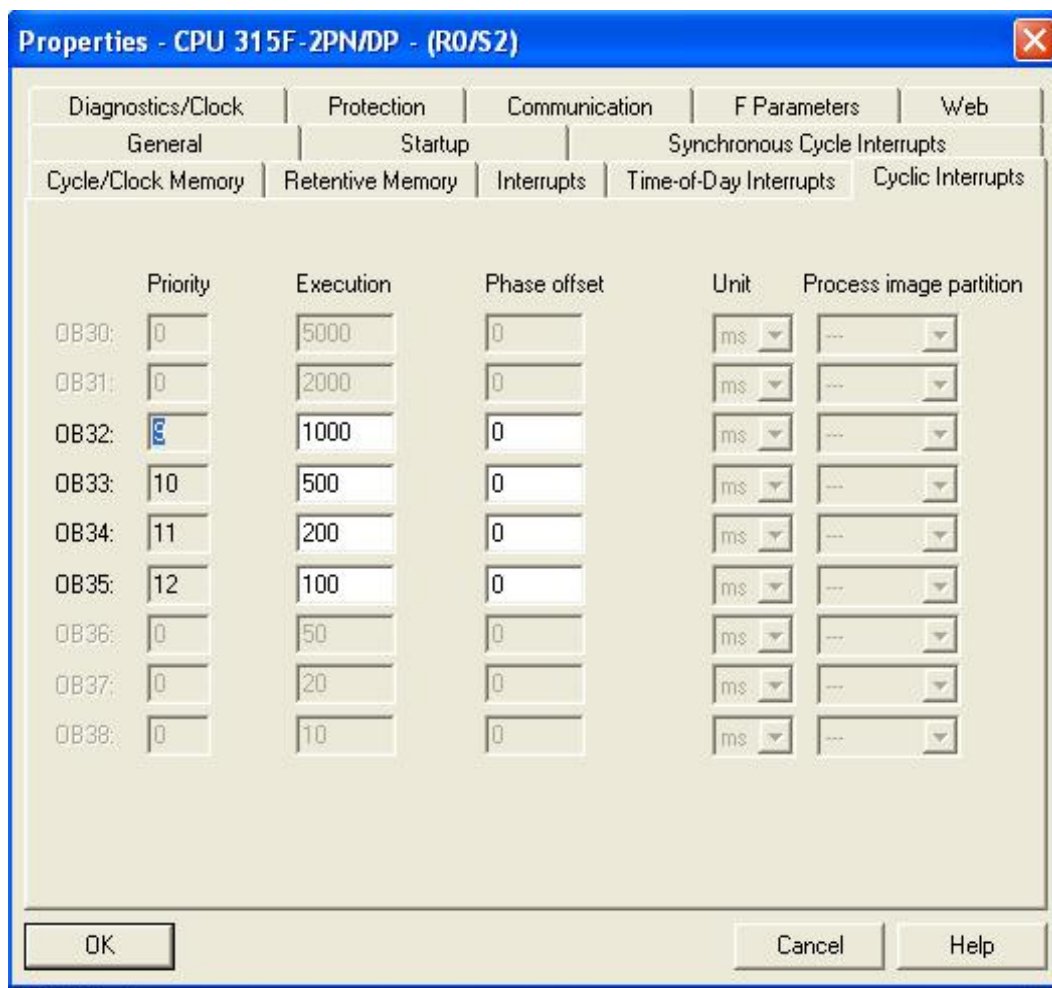 Properties - CPU 315F-2PN/DP - (R0/S2)
Diagnostics/Clock Protection Communication F Parameters Web
General Startup Synchronous Cycle Interrupts
Cycle/Clock Memory Retentive Memory Interrupts Time-of-Day Interrupts Cyclic Interrupts
Priority Execution Phase offset Unit Process image partition
OB30: 0 5000 0 ms ---
OB31: 0 2000 0 ms ---
OB32: 9 1000 0 ms ---
OB33: 10 500 0 ms ---
OB34: 11 200 0 ms ---
OB35: 12 100 0 ms ---
OB36: 0 50 0 ms ---
OB37: 0 20 0 ms ---
OB38: 0 10 0 ms ---
OK Cancel Help